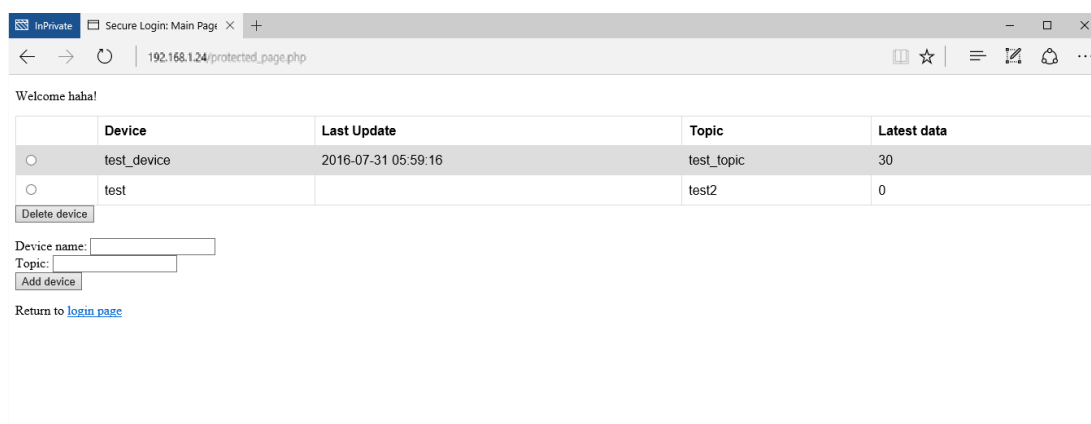 InPrivate Secure Login: Main Page
192.168.1.24/protected_page.php
Welcome haha!
Device Last Update Topic Latest data
test_device 2016-07-31 05:59:16 test_topic 30
test test2 0
Delete device
Device name:
Topic:
Add device
Return to login page